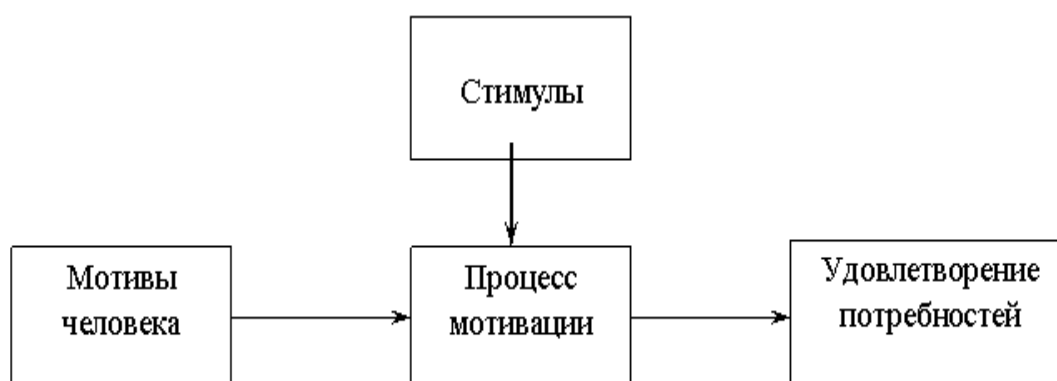 Стимулы
Мотивы
человека
Процесс
мотивации
Удовлетворение
потребностей